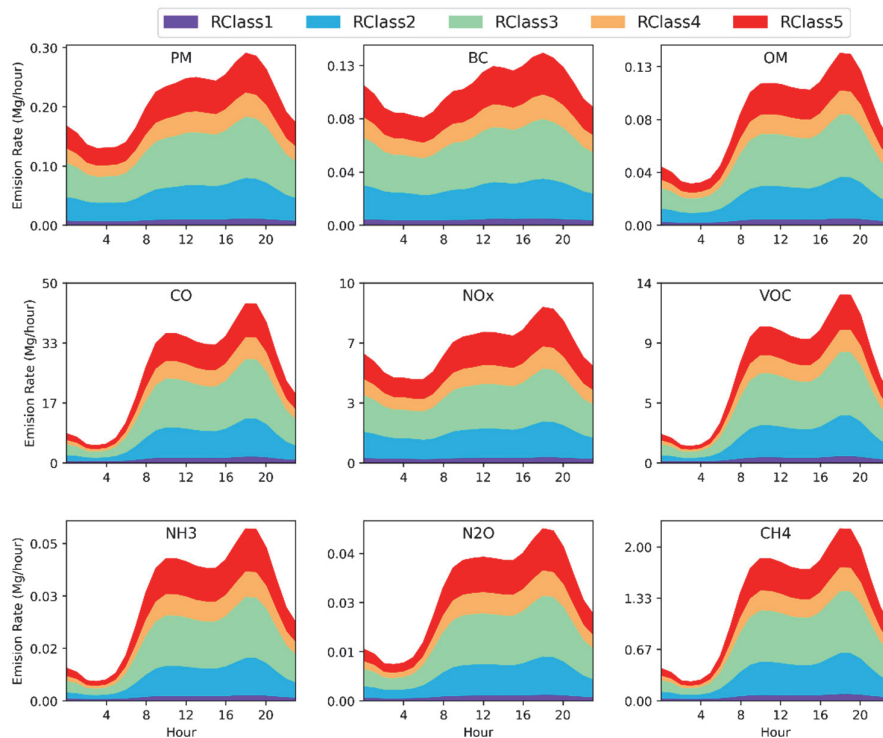 RClass1 RClass2 RClass3 RClass4 RClass5
PM BC OM
Emision Rate (Mg/hour)
0.30 0.13 0.13
0.20 0.08 0.08
0.10 0.04 0.04
0.00 0.00 0.00
4 8 12 16 20 4 8 12 16 20 4 8 12 16 20
CO NOx VOC
Emision Rate (Mg/hour)
50 10 14
33 7 9
17 3 5
0 0 0
4 8 12 16 20 4 8 12 16 20 4 8 12 16 20
NH3 N2O CH4
Emision Rate (Mg/hour)
0.05 0.04 2.00
0.03 0.03 1.33
0.02 0.01 0.67
0.00 0.00 0.00
4 8 12 16 20 4 8 12 16 20 4 8 12 16 20
Hour Hour Hour